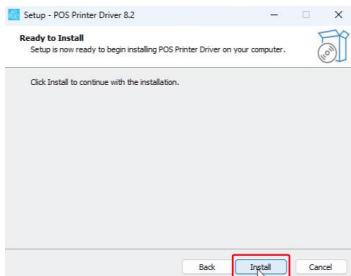 Setup - POS Printer Driver 8.2
Ready to Install
Setup is now ready to begin installing POS Printer Driver on your computer.
Click Install to continue with the installation.
Back Install Cancel